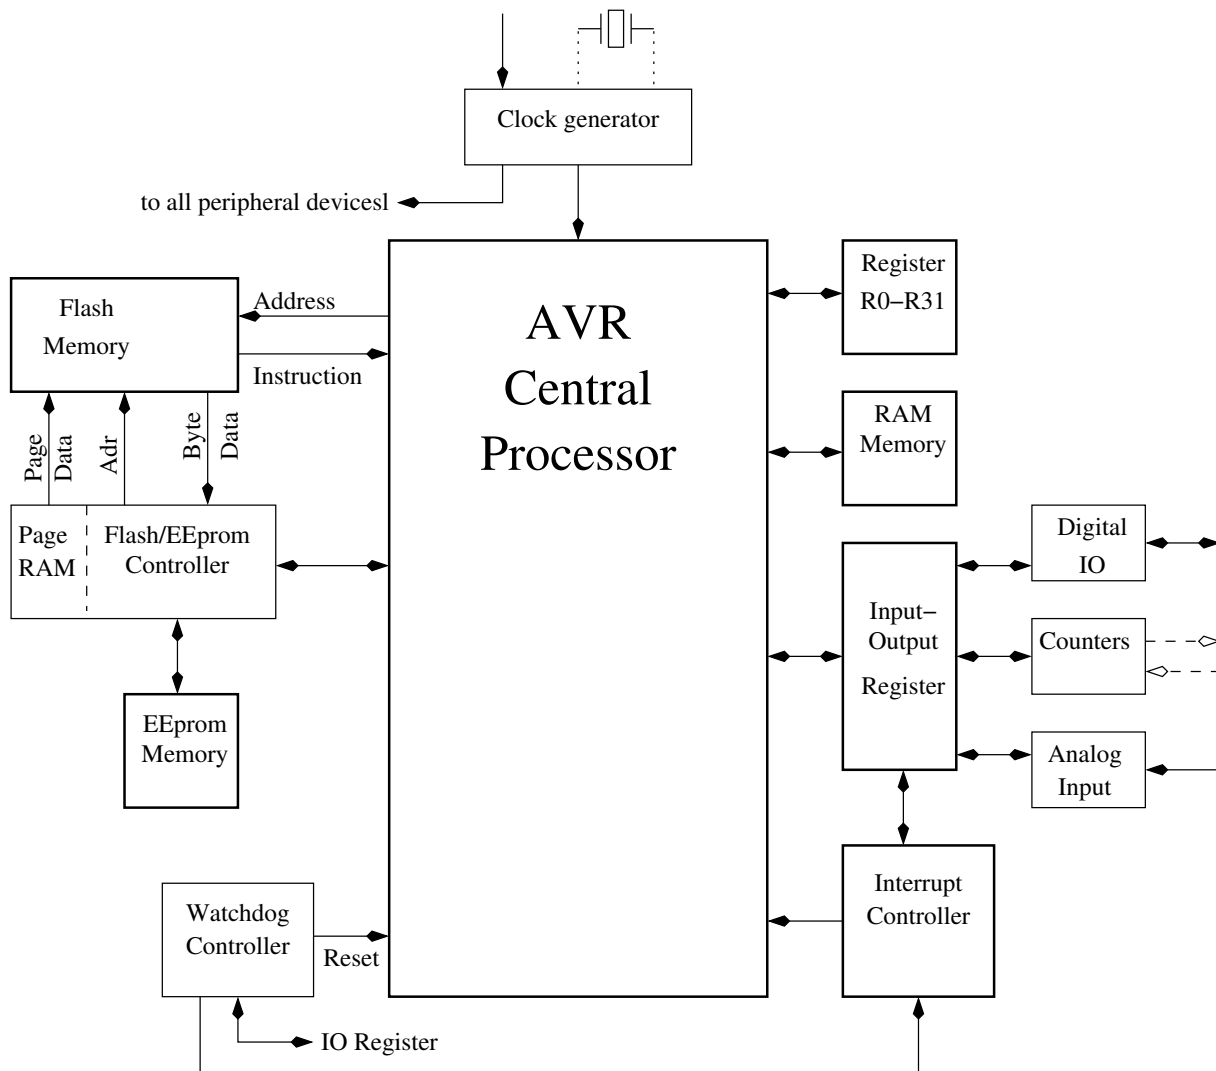 Clock generator
to all peripheral devicesl
Flash
Memory
Address
Instruction
AVR
Central
Processor
Register
R0−R31
RAM
Memory
Page
Data
Adr
Byte
Data
Page
RAM
Flash/EEprom
Controller
EEprom
Memory
Input−
Output
Register
Digital
IO
Counters
Analog
Input
Interrupt
Controller
Watchdog
Controller
Reset
IO Register